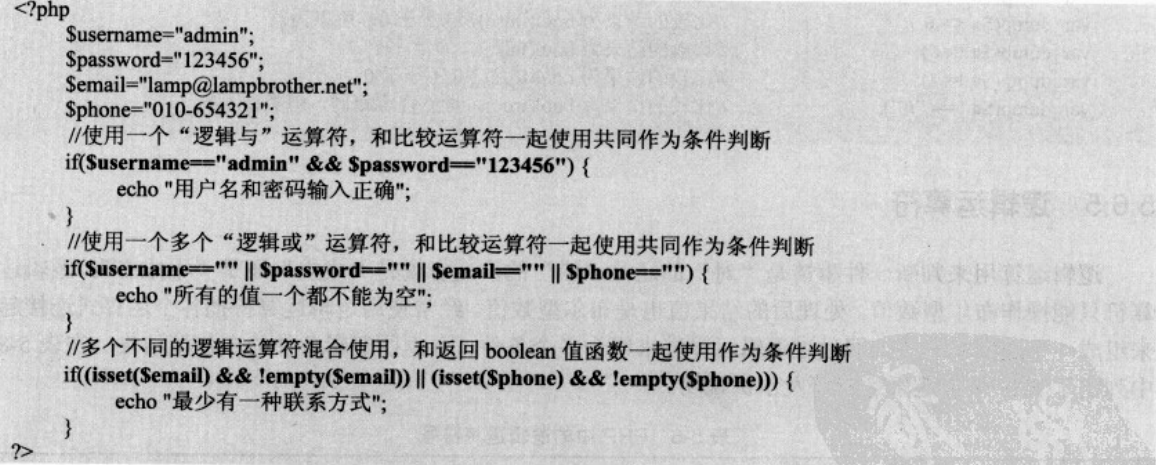 <?php
$username="admin";
$password="123456";
$email="lamp@lampbrother.net";
$phone="010-654321";
//使用一个“逻辑与”运算符，和比较运算符一起使用共同作为条件判断
if($username=="admin" && $password=="123456") {
echo "用户名和密码输入正确";
}
//使用一个多个“逻辑或”运算符，和比较运算符一起使用共同作为条件判断
if($username=="" || $password=="" || $email=="" || $phone=="") {
echo "所有的值一个都不能为空";
}
//多个不同的逻辑运算符混合使用，和返回 boolean 值函数一起使用作为条件判断
if((isset($email) && !empty($email)) || (isset($phone) && !empty($phone))) {
echo "最少有一种联系方式";
}
?>